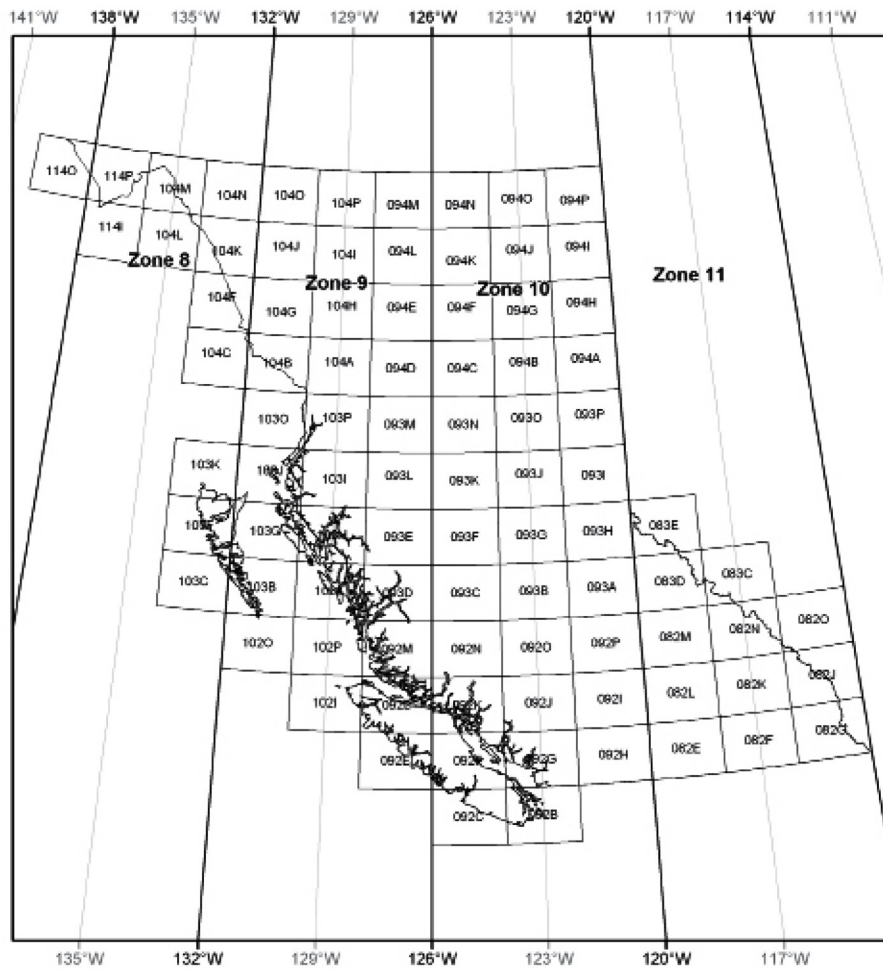 141°W 138°W 135°W 132°W 129°W 126°W 123°W 120°W 117°W 114°W 111°W
114O 114P 104M 104N 104O 104P 094M 094N 094O 094P
114I 104L 104K 104J 104I 094L 094K 094J 094I
Zone 8 Zone 9 Zone 10 Zone 11
104F 104G 104H 094E 094F 094G 094H
104C 104B 104A 094D 094C 094B 094A
103O 103P 093M 093N 093O 093P
103K 103I 093L 093K 093J 093I
103G 093E 093F 093G 093H 083E
103C 103B 093D 093C 093B 093A 083D 083C
102O 102P 092M 092N 092O 092P 082M 082N 082O
102I 092J 092I 082L 082K 082J
092E 092G 092H 082E 082F 082G
092C 092B
135°W 132°W 129°W 126°W 123°W 120°W 117°W